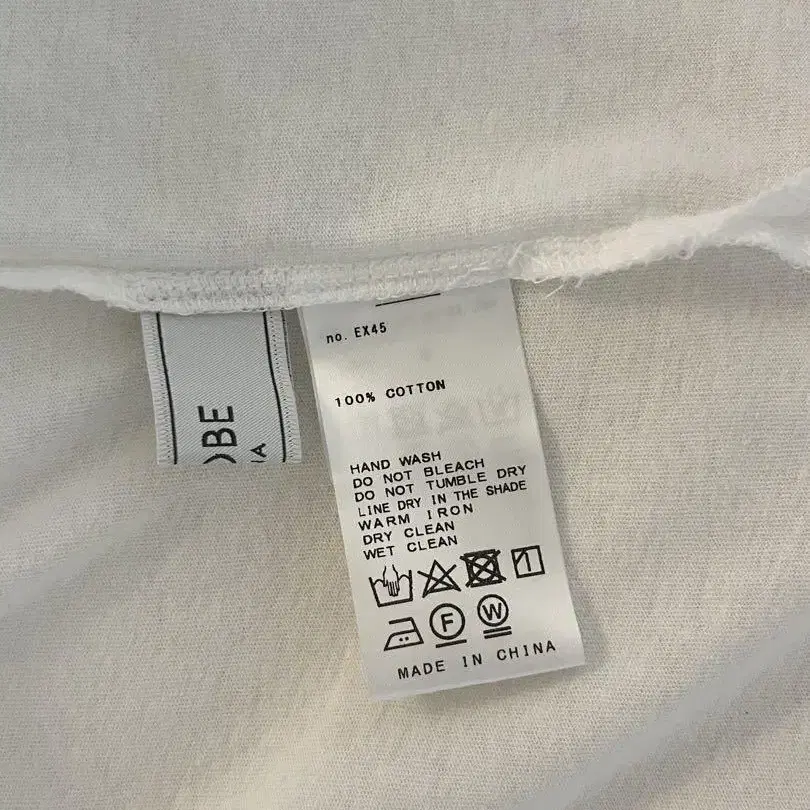 OBE
no. EX45
100% COTTON
HAND WASH
DO NOT BLEACH
DO NOT TUMBLE DRY
LINE DRY IN THE SHADE
WARM IRON
DRY CLEAN
WET CLEAN
F
W
MADE IN CHINA